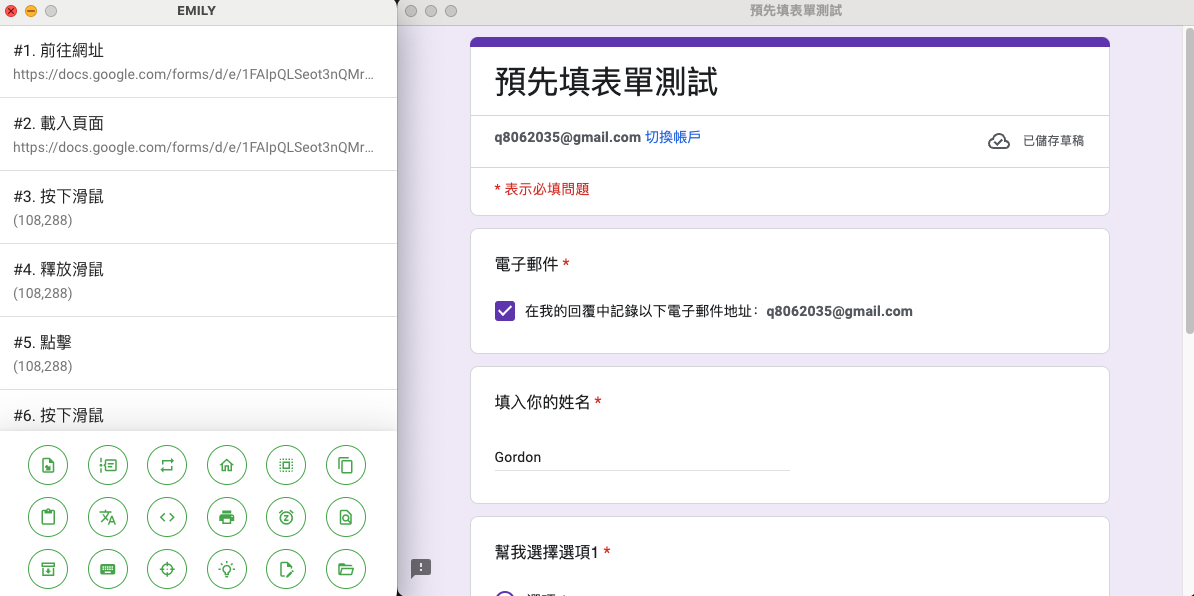 EMILY
#1. 前往網址
https://docs.google.com/forms/d/e/1FAIpQLSeot3nQMr...
#2. 載入頁面
https://docs.google.com/forms/d/e/1FAIpQLSeot3nQMr...
#3. 按下滑鼠
(108,288)
#4. 釋放滑鼠
(108,288)
#5. 點擊
(108,288)
#6. 按下滑鼠
預先填表單測試
預先填表單測試
q8062035@gmail.com 切換帳戶
已儲存草稿
* 表示必填問題
電子郵件 *
在我的回覆中記錄以下電子郵件地址： q8062035@gmail.com
填入你的姓名 *
Gordon
幫我選擇選項1 *